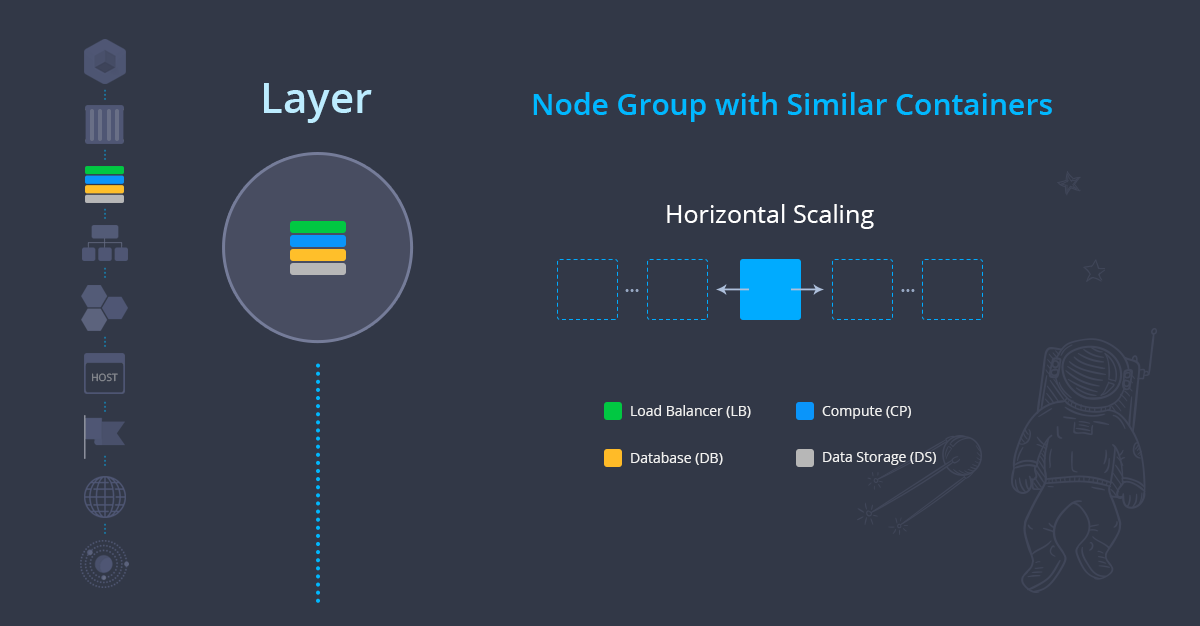 Layer
Node Group with Similar Containers
Horizontal Scaling
... ...
HOST
Load Balancer (LB)
Compute (CP)
Database (DB)
Data Storage (DS)